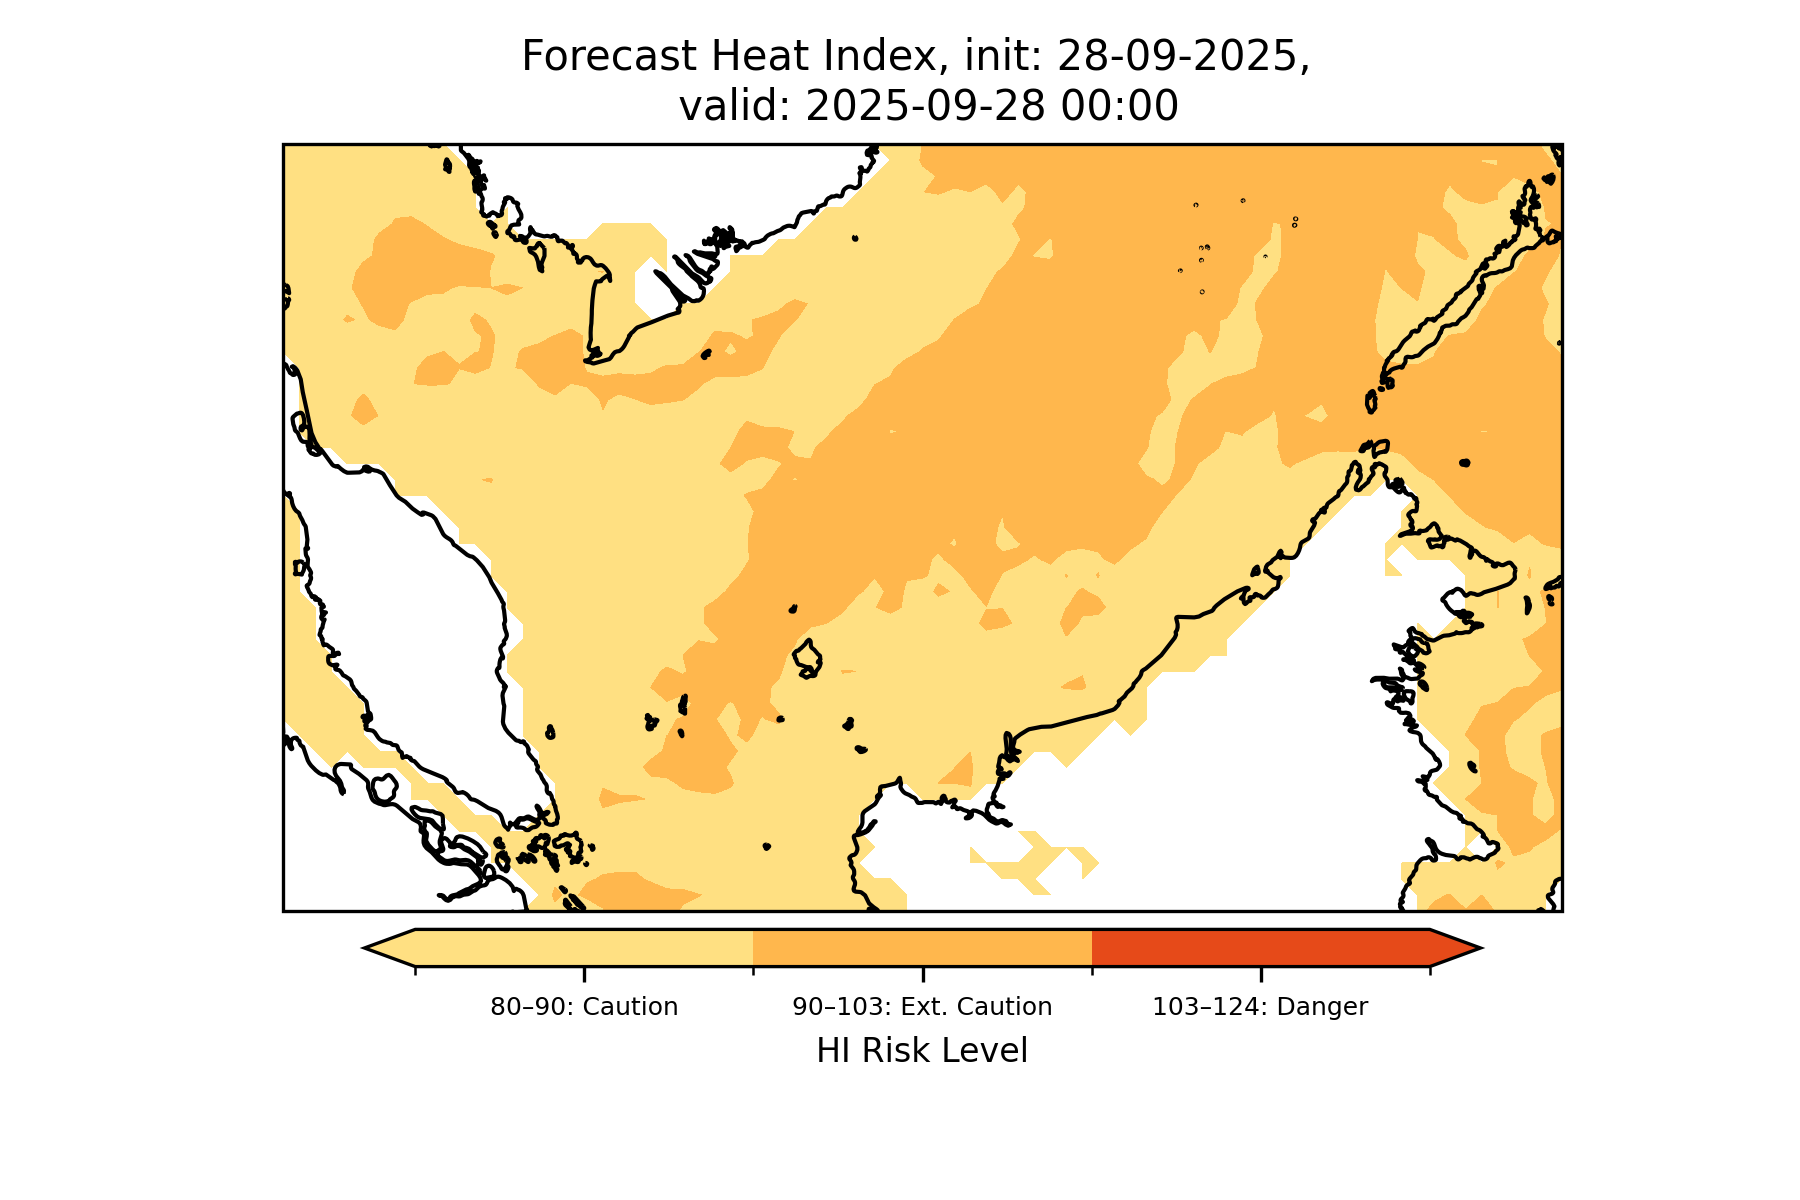 Forecast Heat Index, init: 28-09-2025,
valid: 2025-09-28 00:00
80–90: Caution
90–103: Ext. Caution
103–124: Danger
HI Risk Level